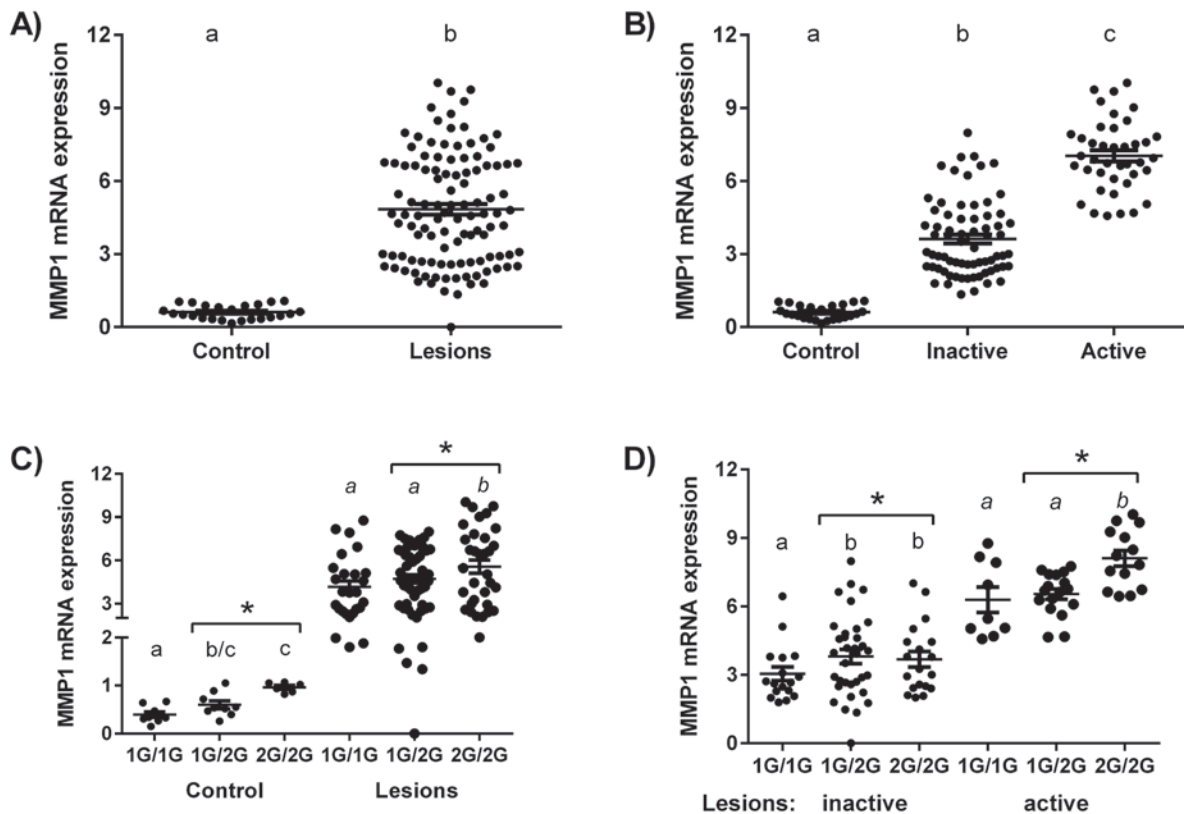 A)
MMP1 mRNA expression
12
9
6
3
0
a b
Control Lesions
B)
MMP1 mRNA expression
12
9
6
3
0
a b c
Control Inactive Active
C)
MMP1 mRNA expression
12
9
6
3
2
1
0
* *
a b/c c a a b
1G/1G 1G/2G 2G/2G 1G/1G 1G/2G 2G/2G
Control Lesions
D)
MMP1 mRNA expression
12
9
6
3
0
* *
a b b a a b
1G/1G 1G/2G 2G/2G 1G/1G 1G/2G 2G/2G
Lesions: inactive active